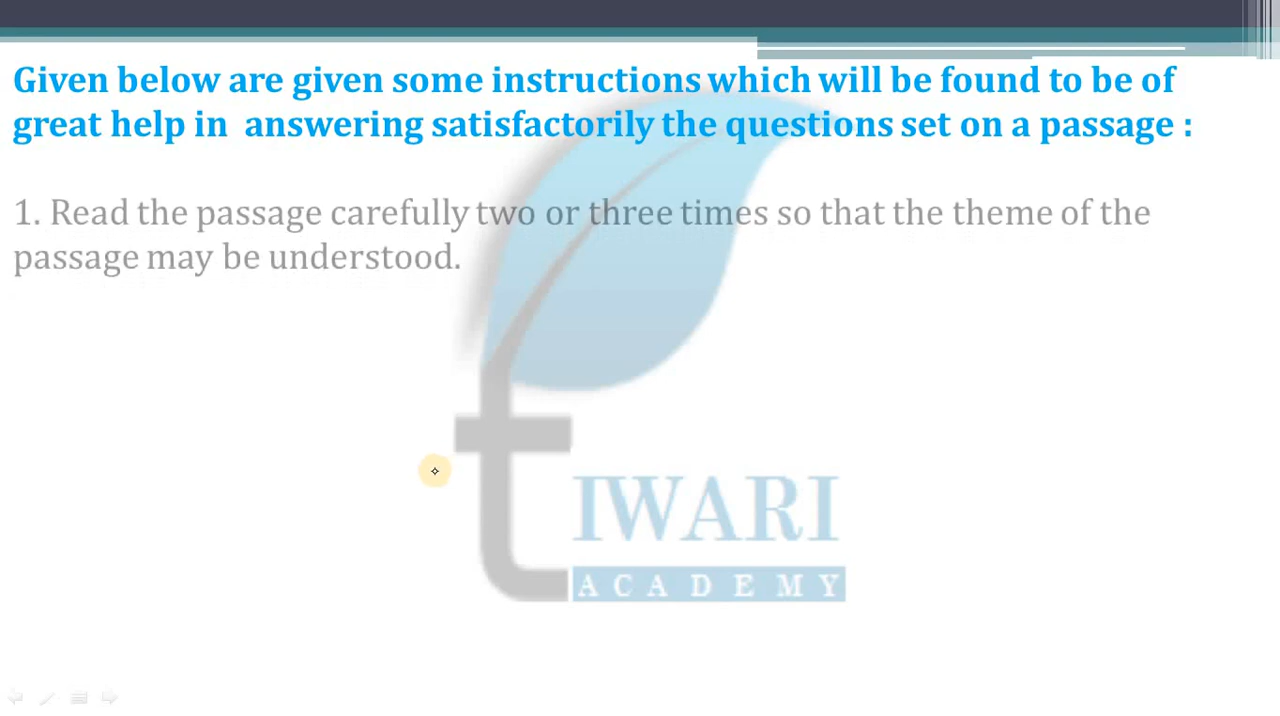 Given below are given some instructions which will be found to be of
great help in answering satisfactorily the questions set on a passage :
1. Read the passage carefully two or three times so that the theme of the
passage may be understood.
tIWARI
ACADEMY